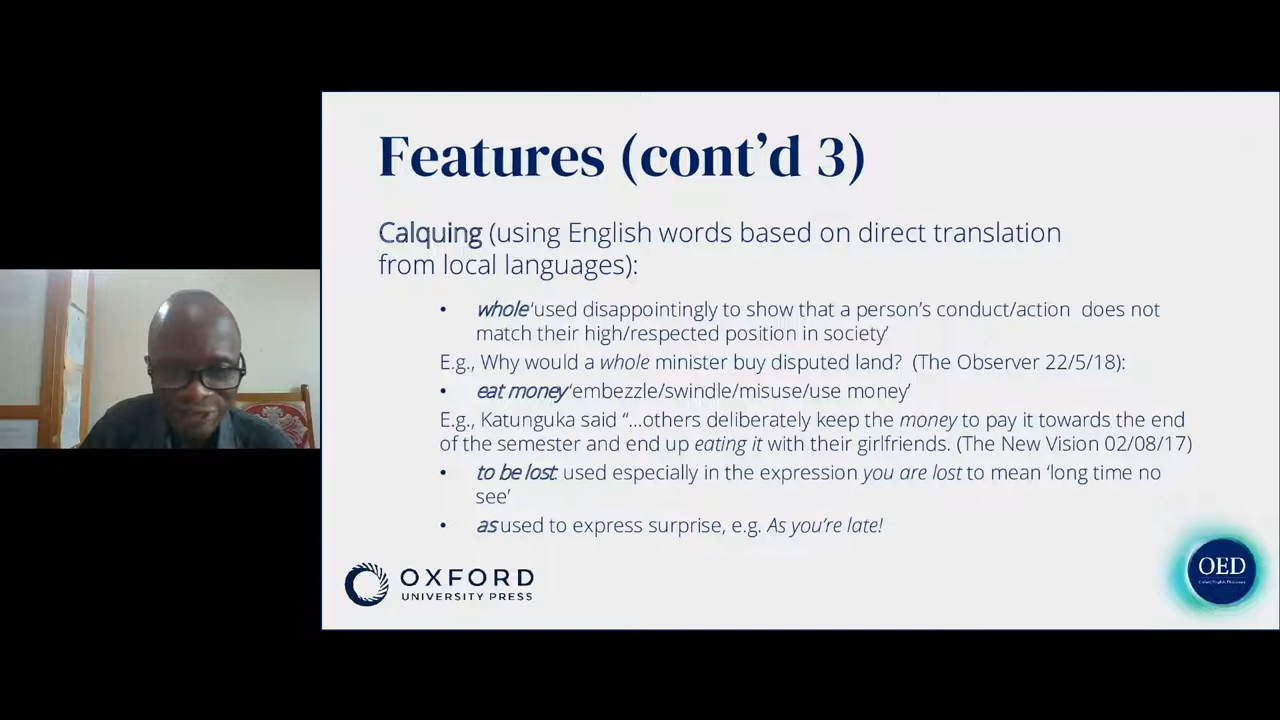 Features (cont’d 3)
Calquing (using English words based on direct translation
from local languages):
• whole‘used disappointingly to show that a person’s conduct/action does not
match their high/respected position in society’
E.g., Why would a whole minister buy disputed land? (The Observer 22/5/18):
• eat money‘embezzle/swindle/misuse/use money’
E.g., Katunguka said “...others deliberately keep the money to pay it towards the end
of the semester and end up eating it with their girlfriends. (The New Vision 02/08/17)
• to be lost: used especially in the expression you are lost to mean ‘long time no
see’
• as used to express surprise, e.g. As you’re late!
OXFORD
UNIVERSITY PRESS
OED
Oxford English Dictionary